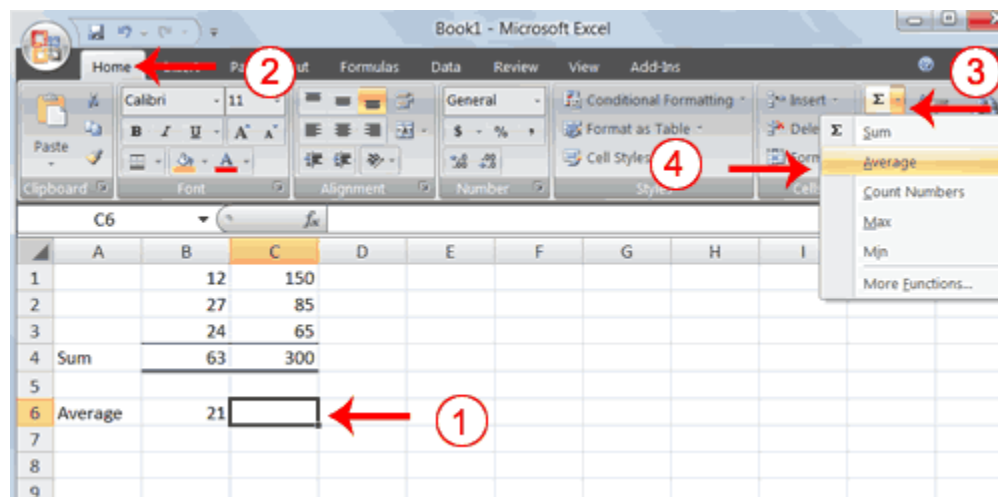 Book1 - Microsoft Excel
Home 2 Formulas Data Review View Add-Ins 3
Calibri 11 General Conditional Formatting Insert Σ
Paste B I U A A $ % , Format as Table Σ Sum
Cell Styles 4 Average
Clipboard Font Alignment Number Count Numbers
C6 fx Max
A B C D E F G H I Min
1 12 150 More Functions...
2 27 85
3 24 65
4 Sum 63 300
5
6 Average 21 1
7
8
9